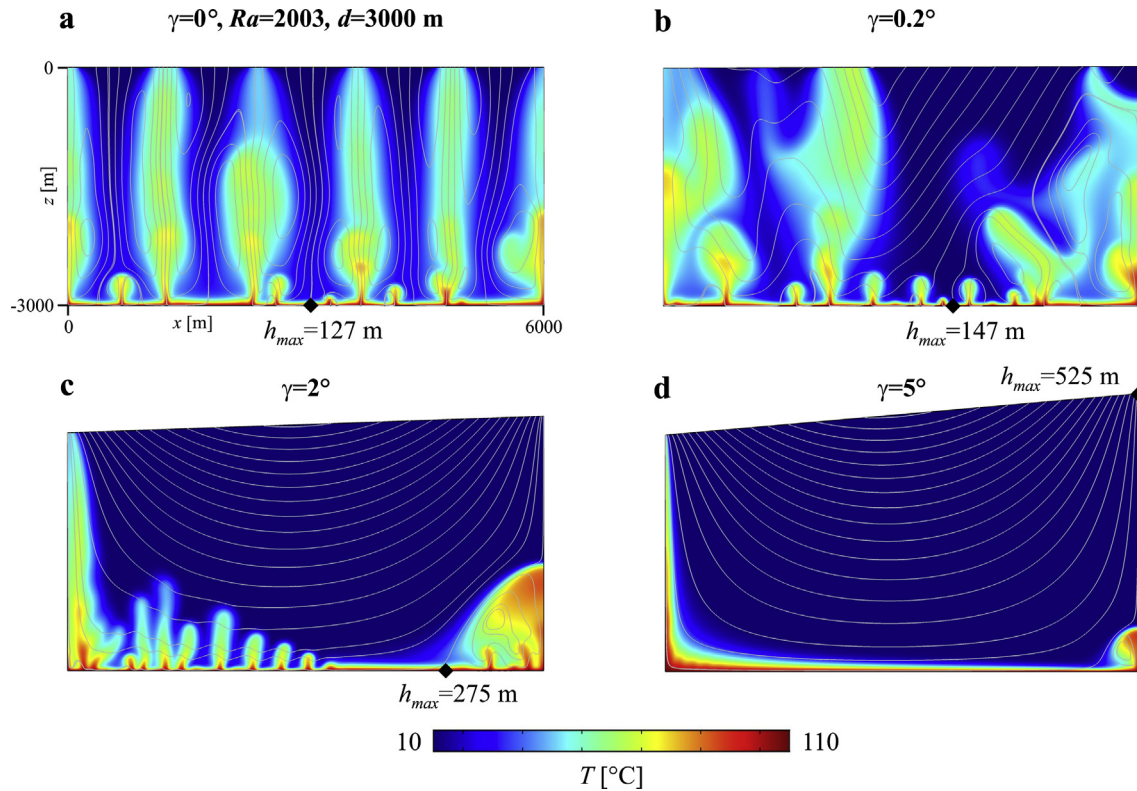 a γ=0°, Ra=2003, d=3000 m
b γ=0.2°
0
z [m]
-3000
0 x [m] 6000
h_max=127 m
h_max=147 m
c γ=2°
d γ=5° h_max=525 m
h_max=275 m
10 110
T [°C]